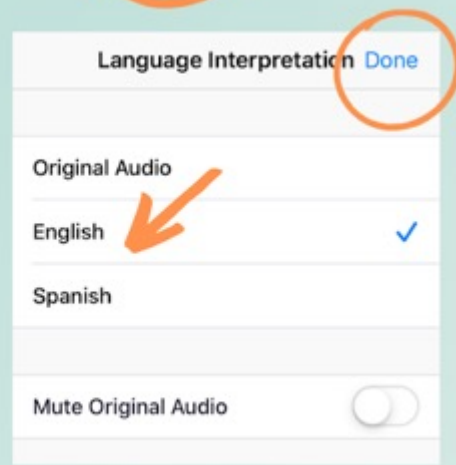 Language Interpretation Done
Original Audio
English
Spanish
Mute Original Audio